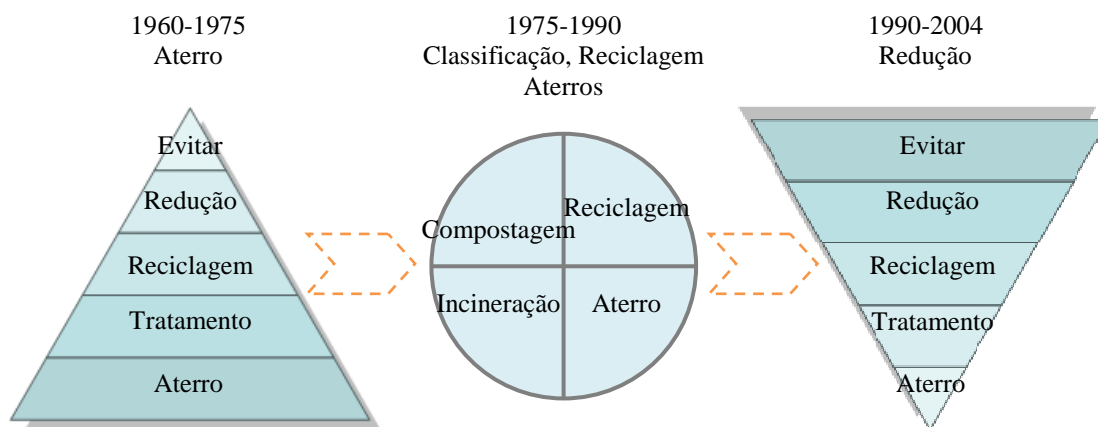 1960-1975
Aterro
Evitar
Redução
Reciclagem
Tratamento
Aterro
1975-1990
Classificação, Reciclagem
Aterros
Compostagem
Reciclagem
Incineração
Aterro
1990-2004
Redução
Evitar
Redução
Reciclagem
Tratamento
Aterro